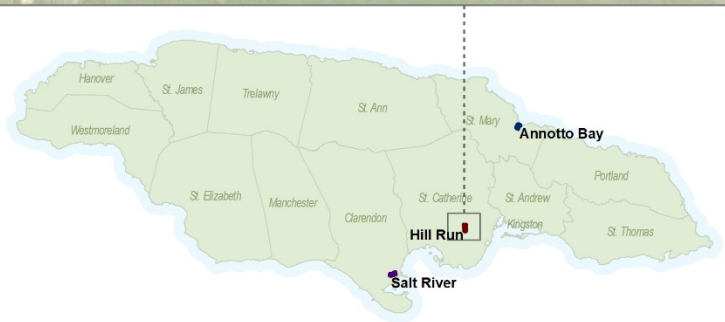 Hanover
St. James
Trelawny
St. Ann
St. Mary
Annotto Bay
Westmoreland
Portland
St. Elizabeth
Manchester
St. Catherine
St. Andrew
Clarendon
Kingston
Hill Run
St. Thomas
Salt River